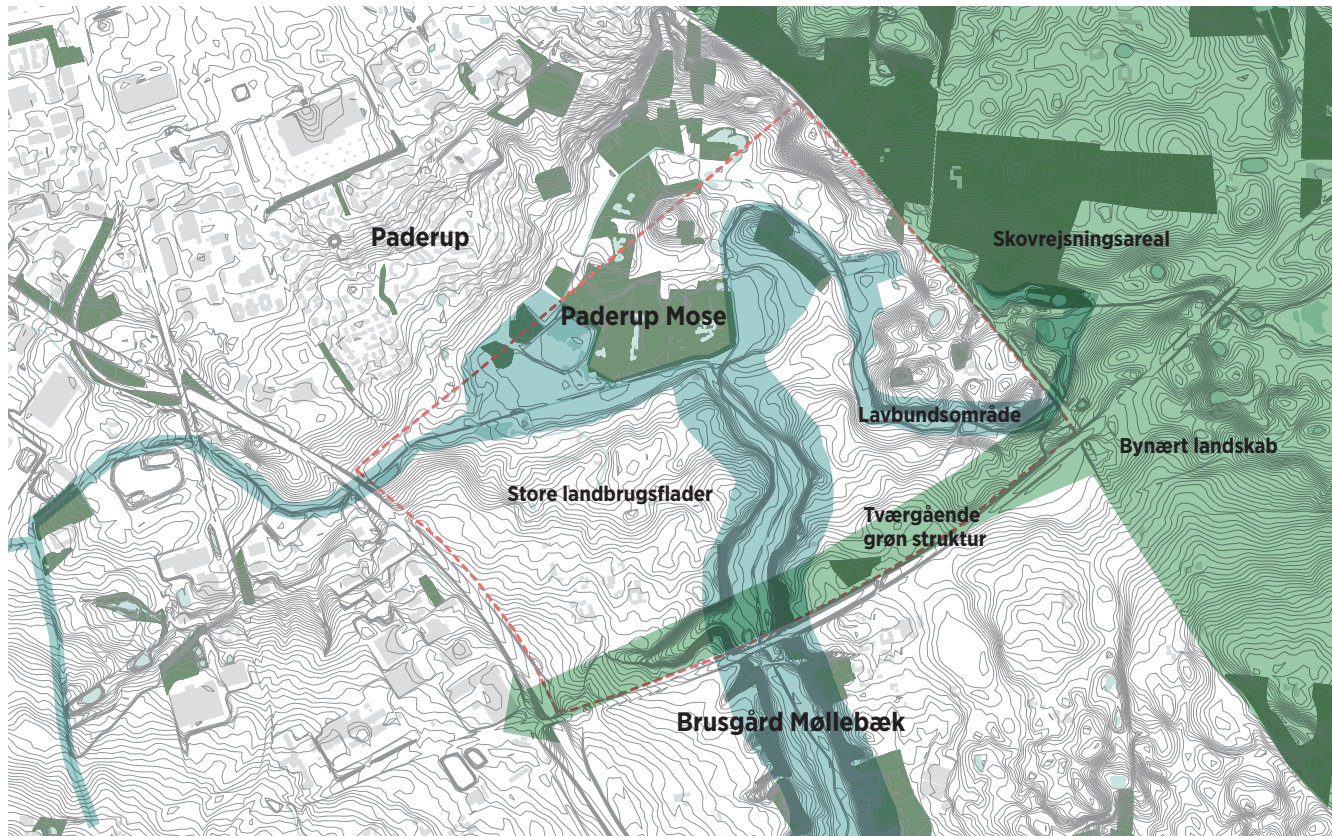 Paderup
Skovrejsningsareal
Paderup Mose
Lavbundsområde
Bynært landskab
Store landbrugsflader
Tværgående
grøn struktur
Brusgård Møllebæk